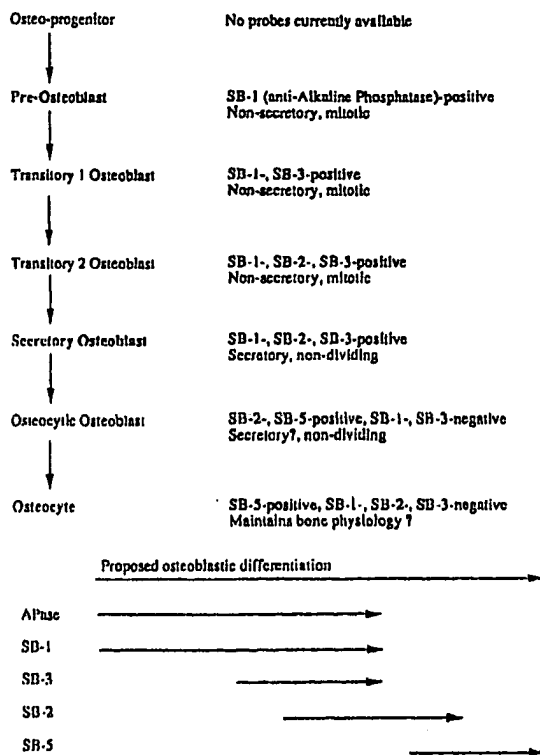 Osteo-progenitor No probes currently available
Pre-Osteoblast SB-1 (anti-Alkaline Phosphatase)-positive
Non-secretory, mitotic
Transitory 1 Osteoblast SB-1-, SB-3-positive
Non-secretory, mitotic
Transitory 2 Osteoblast SB-1-, SB-2-, SB-3-positive
Non-secretory, mitotic
Secretory Osteoblast SB-1-, SB-2-, SB-3-positive
Secretory, non-dividing
Osteocytic Osteoblast SB-2-, SB-5-positive, SB-1-, SB-3-negative
Secretory?, non-dividing
Osteocyte SB-5-positive, SB-1-, SB-2-, SB-3-negative
Maintains bone physiology ?
Proposed osteoblastic differentiation
APase
SB-1
SB-3
SB-2
SB-5